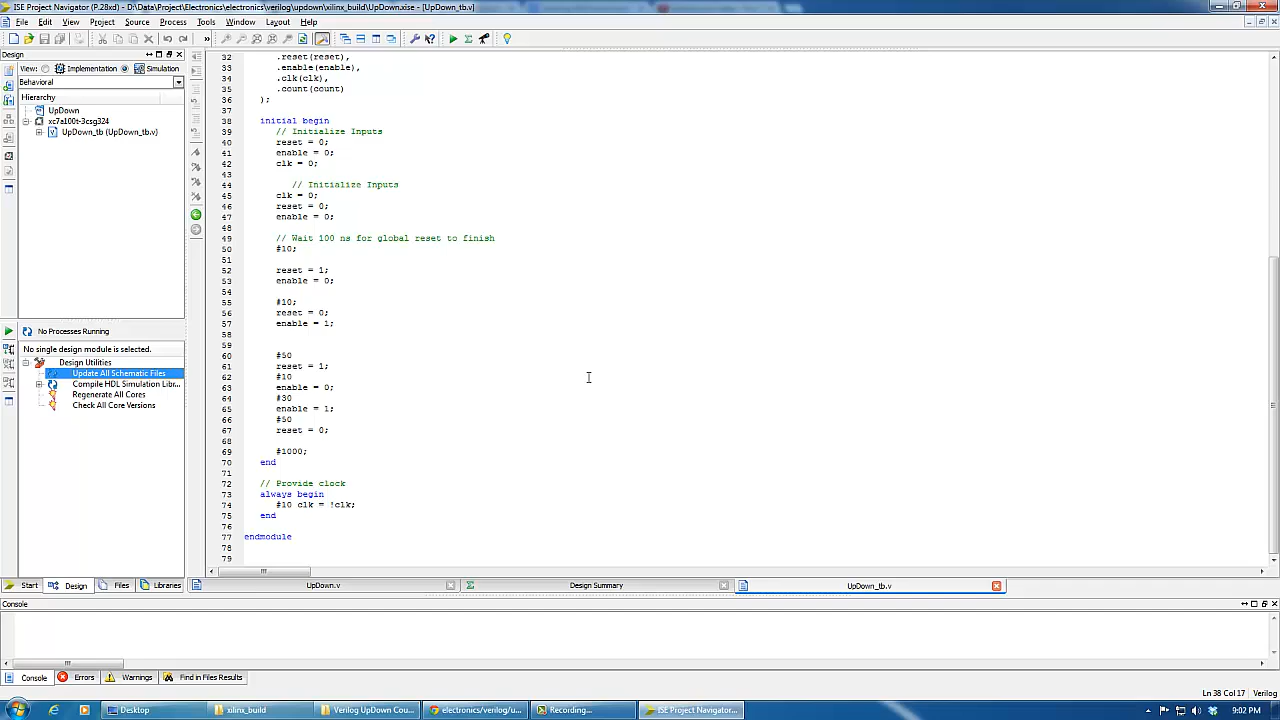 ISE Project Navigator (P.28xd) - D:\Data\Project\Electronics\electronics\verilog\updown\xilinx_build\UpDown.xise - [UpDown_tb.v]
File Edit View Project Source Process Tools Window Layout Help
Design
View: Implementation Simulation
Behavioral
Hierarchy
UpDown
xc7a100t-3csg324
UpDown_tb (UpDown_tb.v)
No Processes Running
No single design module is selected.
Design Utilities
Update All Schematic Files
Compile HDL Simulation Libr...
Regenerate All Cores
Check All Core Versions
32 .reset(reset),
33 .enable(enable),
34 .clk(clk),
35 .count(count)
36 );
37
38 initial begin
39 // Initialize Inputs
40 reset = 0;
41 enable = 0;
42 clk = 0;
43
44 // Initialize Inputs
45 clk = 0;
46 reset = 0;
47 enable = 0;
48
49 // Wait 100 ns for global reset to finish
50 #10;
51
52 reset = 1;
53 enable = 0;
54
55 #10;
56 reset = 0;
57 enable = 1;
58
59
60 #50
61 reset = 1;
62 #10
63 enable = 0;
64 #30
65 enable = 1;
66 #50
67 reset = 0;
68
69 #1000;
70 end
71
72 // Provide clock
73 always begin
74 #10 clk = !clk;
75 end
76
77 endmodule
78
79
Start Design Files Libraries
UpDown.v Design Summary UpDown_tb.v
Console
Console Errors Warnings Find in Files Results
Ln 38 Col 17 Verilog
Desktop xilinx_build Verilog UpDown Cou... electronics/verilog/u... Recording... ISE Project Navigator... 9:02 PM